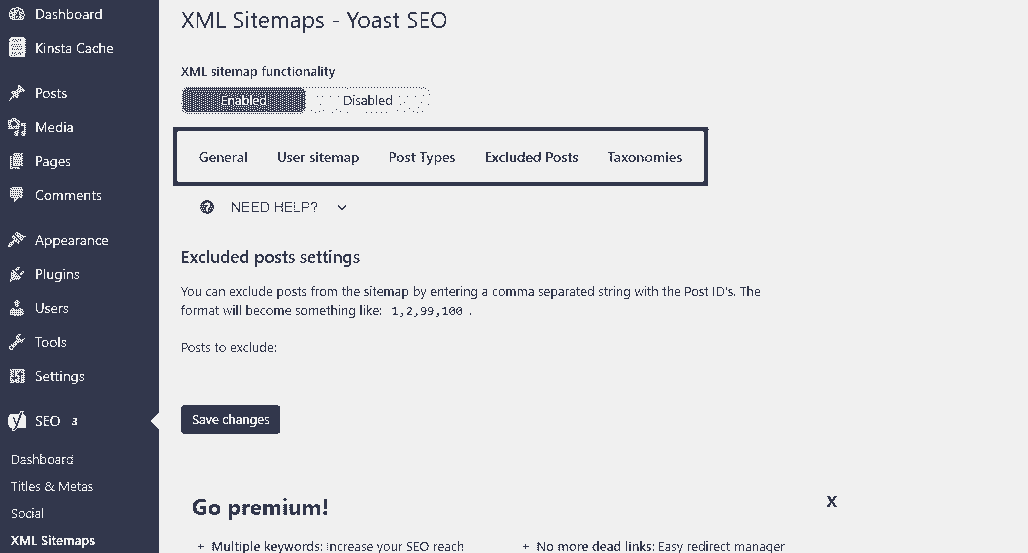 Dashboard
Kinsta Cache
Posts
Media
Pages
Comments
Appearance
Plugins
Users
Tools
Settings
SEO 3
Dashboard
Titles & Metas
Social
XML Sitemaps
XML Sitemaps - Yoast SEO
XML sitemap functionality
Enabled Disabled
General User sitemap Post Types Excluded Posts Taxonomies
NEED HELP?
Excluded posts settings
You can exclude posts from the sitemap by entering a comma separated string with the Post ID's. The
format will become something like: 1,2,99,100 .
Posts to exclude:
Save changes
Go premium! X
+ Multiple keywords: Increase your SEO reach
+ No more dead links: Easy redirect manager